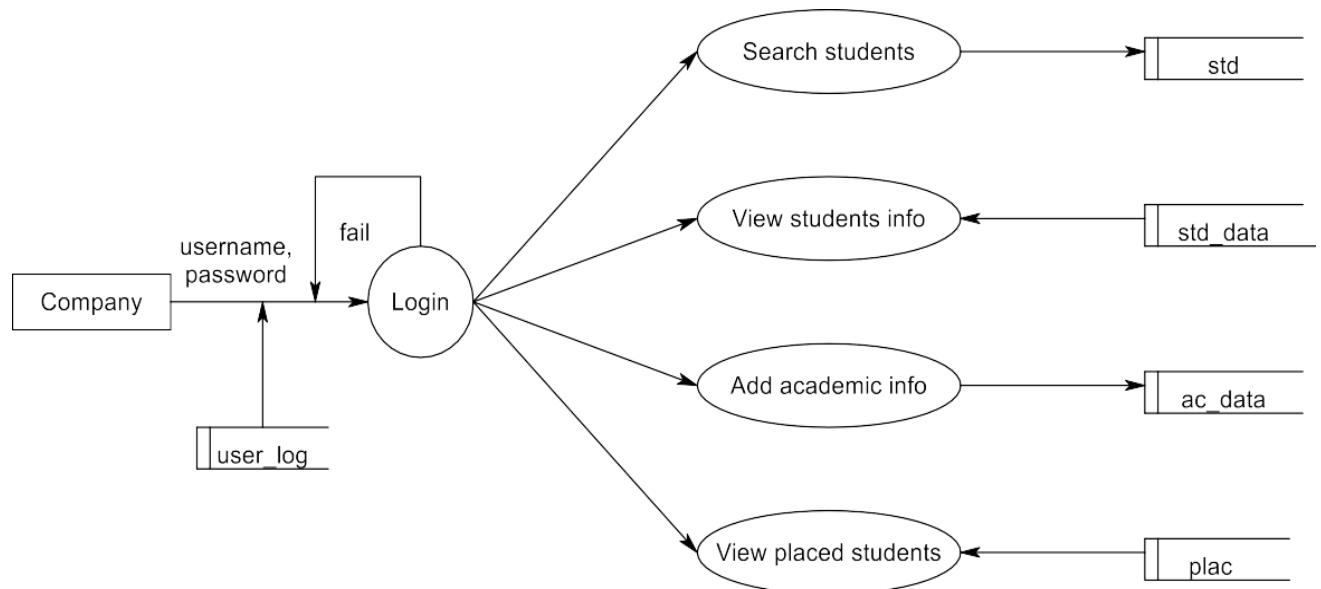 Search students
std
View students info
std_data
fail
username,
password
Company
Login
Add academic info
ac_data
user_log
View placed students
plac